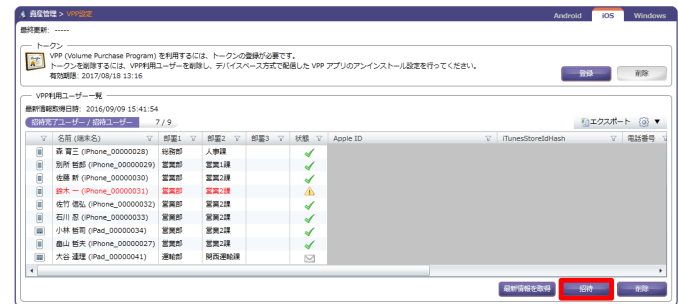 資産管理 > VPP設定
Android iOS Windows
最終更新: -----
トークン
VPP (Volume Purchase Program) を利用するには、トークンの登録が必要です。
トークンを削除するには、VPP利用ユーザーを削除し、デバイスベース方式で配信した VPP アプリのアンインストール設定を行ってください。
有効期限: 2017/08/18 13:16
登録 削除
VPP利用ユーザー一覧
最新情報取得日時: 2016/09/09 15:41:54
招待完了ユーザー / 招待ユーザー 7 / 9
エクスポート
名前 (端末名) 部署1 部署2 部署3 状態 Apple ID iTunesStoreIdHash 電話番号
森 育三 (iPhone_00000028) 総務部 人事課
別所 哲郎 (iPhone_00000029) 営業部 営業1課
佐藤 新 (iPhone_00000030) 営業部 営業2課
鈴木 一 (iPhone_00000031) 営業部 営業2課
佐竹 信弘 (iPhone_00000032) 営業部 営業2課
石川 忍 (iPhone_00000033) 営業部 営業2課
小林 哲司 (iPad_00000034) 営業部 営業2課
畠山 哲夫 (iPhone_00000027) 営業部 営業2課
大谷 蓮理 (iPad_00000041) 運輸部 関西運輸課
最新情報を取得 招待 削除